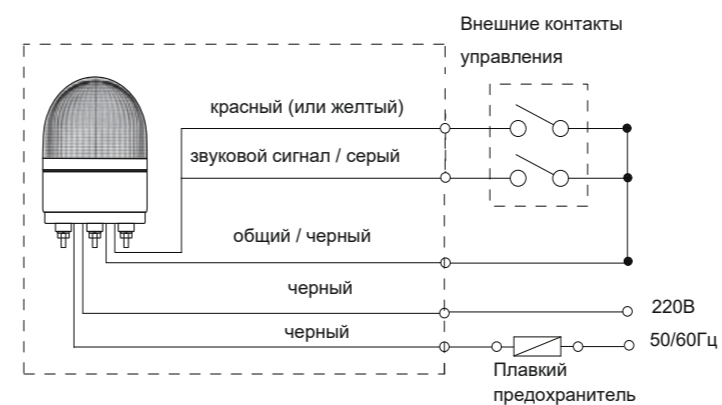 Внешние контакты
управления
красный (или желтый)
звуковой сигнал / серый
общий / черный
черный
220В
черный
50/60Гц
Плавкий
предохранитель